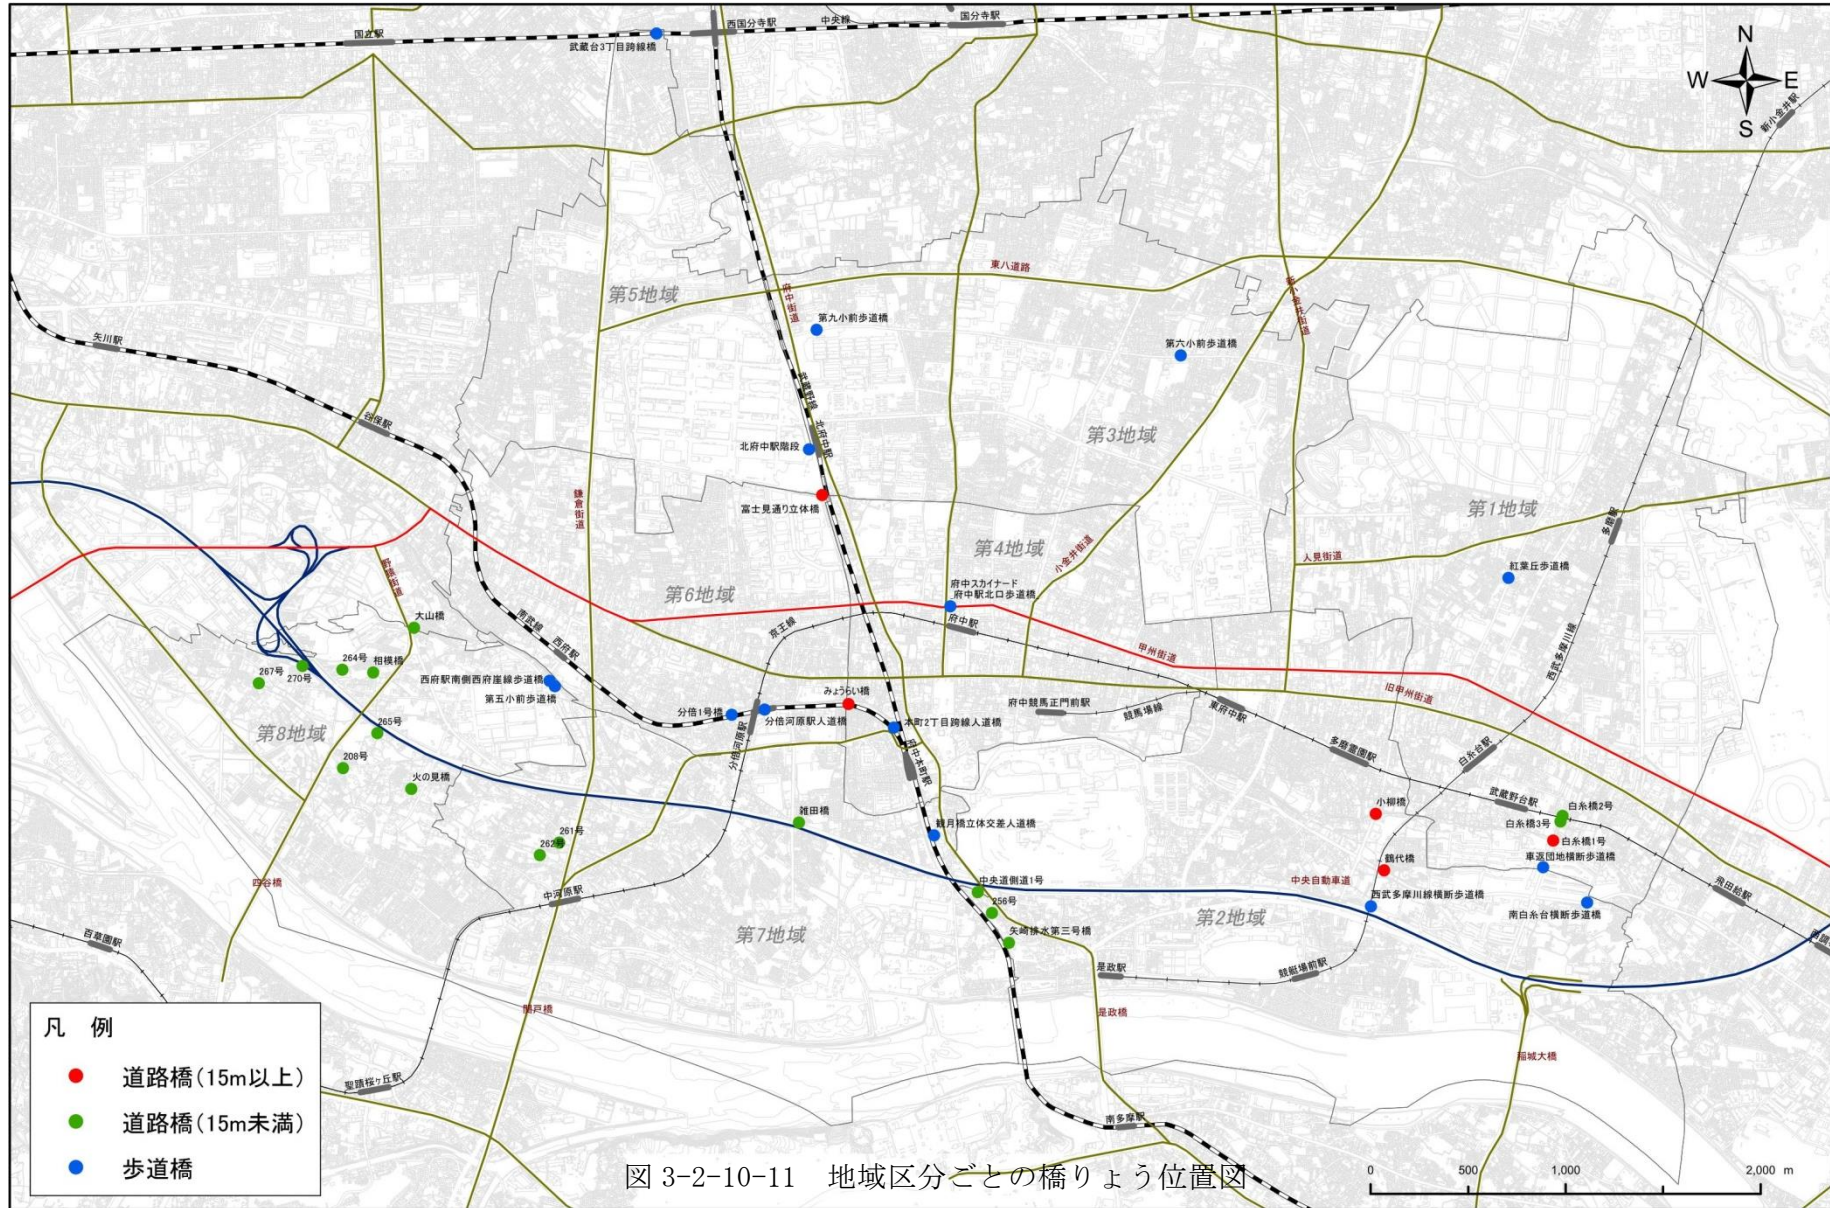 国立駅
西国分寺駅
中央線
国分寺駅
武蔵台3丁目跨線橋
N
W
E
S
新小金井駅
東八道路
第5地域
府中街道
新小金井街道
第九小前歩道橋
矢川駅
第六小前歩道橋
武蔵野線
谷保駅
北府中駅
北府中駅階段
第3地域
鎌倉街道
富士見通り立体橋
第1地域
多磨駅
第4地域
小金井街道
人見街道
野猿街道
紅葉丘歩道橋
府中スカイナード
府中駅北口歩道橋
第6地域
大山橋
南武線
西府駅
京王線
府中駅
甲州街道
西武多摩川線
264号
相模橋
267号
270号
西府駅南側西府崖線歩道橋
第五小前歩道橋
みょうらい橋
府中競馬正門前駅
旧甲州街道
分倍1号橋
分倍河原駅人道橋
競馬場線
東府中駅
265号
第8地域
分倍河原駅
本町2丁目跨線人道橋
府中本町駅
多磨霊園駅
白糸台駅
208号
火の見橋
武蔵野台駅
小柳橋
白糸橋2号
雑田橋
白糸橋3号
観月橋立体交差人道橋
261号
白糸橋1号
262号
鶴代橋
車返団地横断歩道橋
四谷橋
中河原駅
中央道側道1号
中央自動車道
飛田給駅
西武多摩川線横断歩道橋
256号
第2地域
南白糸台横断歩道橋
百草園駅
第7地域
矢崎排水第三号橋
是政駅
競艇場前駅
関戸橋
是政橋
稲城大橋
凡 例
道路橋(15m以上)
聖蹟桜ヶ丘駅
道路橋(15m未満)
南多摩駅
歩道橋
図 3-2-10-11 地域区分ごとの橋りょう位置図
0 500 1,000 2,000 m